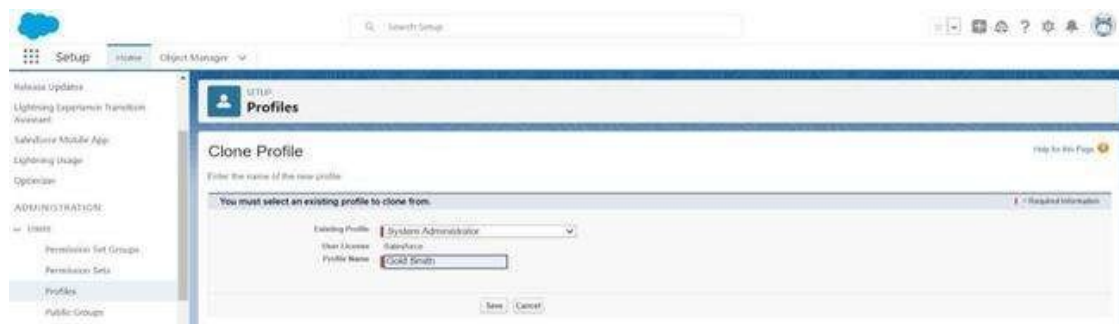 Search Setup
Setup
Home
Object Manager
Release Updates
Lightning Experience Transition
Assistant
Salesforce Mobile App
Lightning Usage
Optimizer
ADMINISTRATION
Users
Permission Set Groups
Permission Sets
Profiles
Public Groups
SETUP
Profiles
Clone Profile
Help for this Page
Enter the name of the new profile.
You must select an existing profile to clone from.
= Required Information
Existing Profile
System Administrator
User License
Salesforce
Profile Name
Gold Smith
Save
Cancel